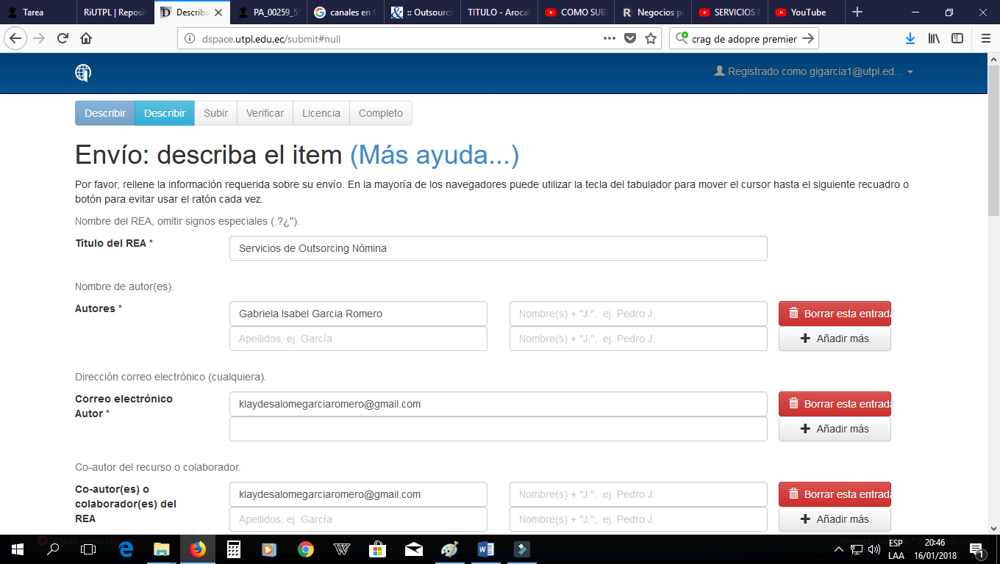 Tarea
RiUTPL | Reposit
Describa
PA_00259_5
canales en C
:: Outsourci
TITULO - Arocal
COMO SUB
Negocios p
SERVICIOS D
YouTube
dspace.utpl.edu.ec/submit#null
crag de adopre premier
Registrado como gigarcia1@utpl.ed...
Describir Describir Subir Verificar Licencia Completo
Envío: describa el item (Más ayuda...)
Por favor, rellene la información requerida sobre su envío. En la mayoría de los navegadores puede utilizar la tecla del tabulador para mover el cursor hasta el siguiente recuadro o
botón para evitar usar el ratón cada vez.
Nombre del REA, omitir signos especiales (.?¿").
Título del REA *
Servicios de Outsorcing Nómina
Nombre de autor(es).
Autores *
Gabriela Isabel Garcia Romero
Nombre(s) + "J.", ej. Pedro J.
Borrar esta entrada
Apellidos, ej. García
Nombre(s) + "J.", ej. Pedro J.
Añadir más
Dirección correo electrónico (cualquiera).
Correo electrónico
Autor *
klaydesalomegarciaromero@gmail.com
Borrar esta entrada
Añadir más
Co-autor del recurso o colaborador.
Co-autor(es) o
colaborador(es) del
REA
klaydesalomegarciaromero@gmail.com
Nombre(s) + "J.", ej. Pedro J.
Borrar esta entrada
Apellidos, ej. García
Nombre(s) + "J.", ej. Pedro J.
Añadir más
Añadir nueva pista
ESP
LAA
20:46
16/01/2018
1